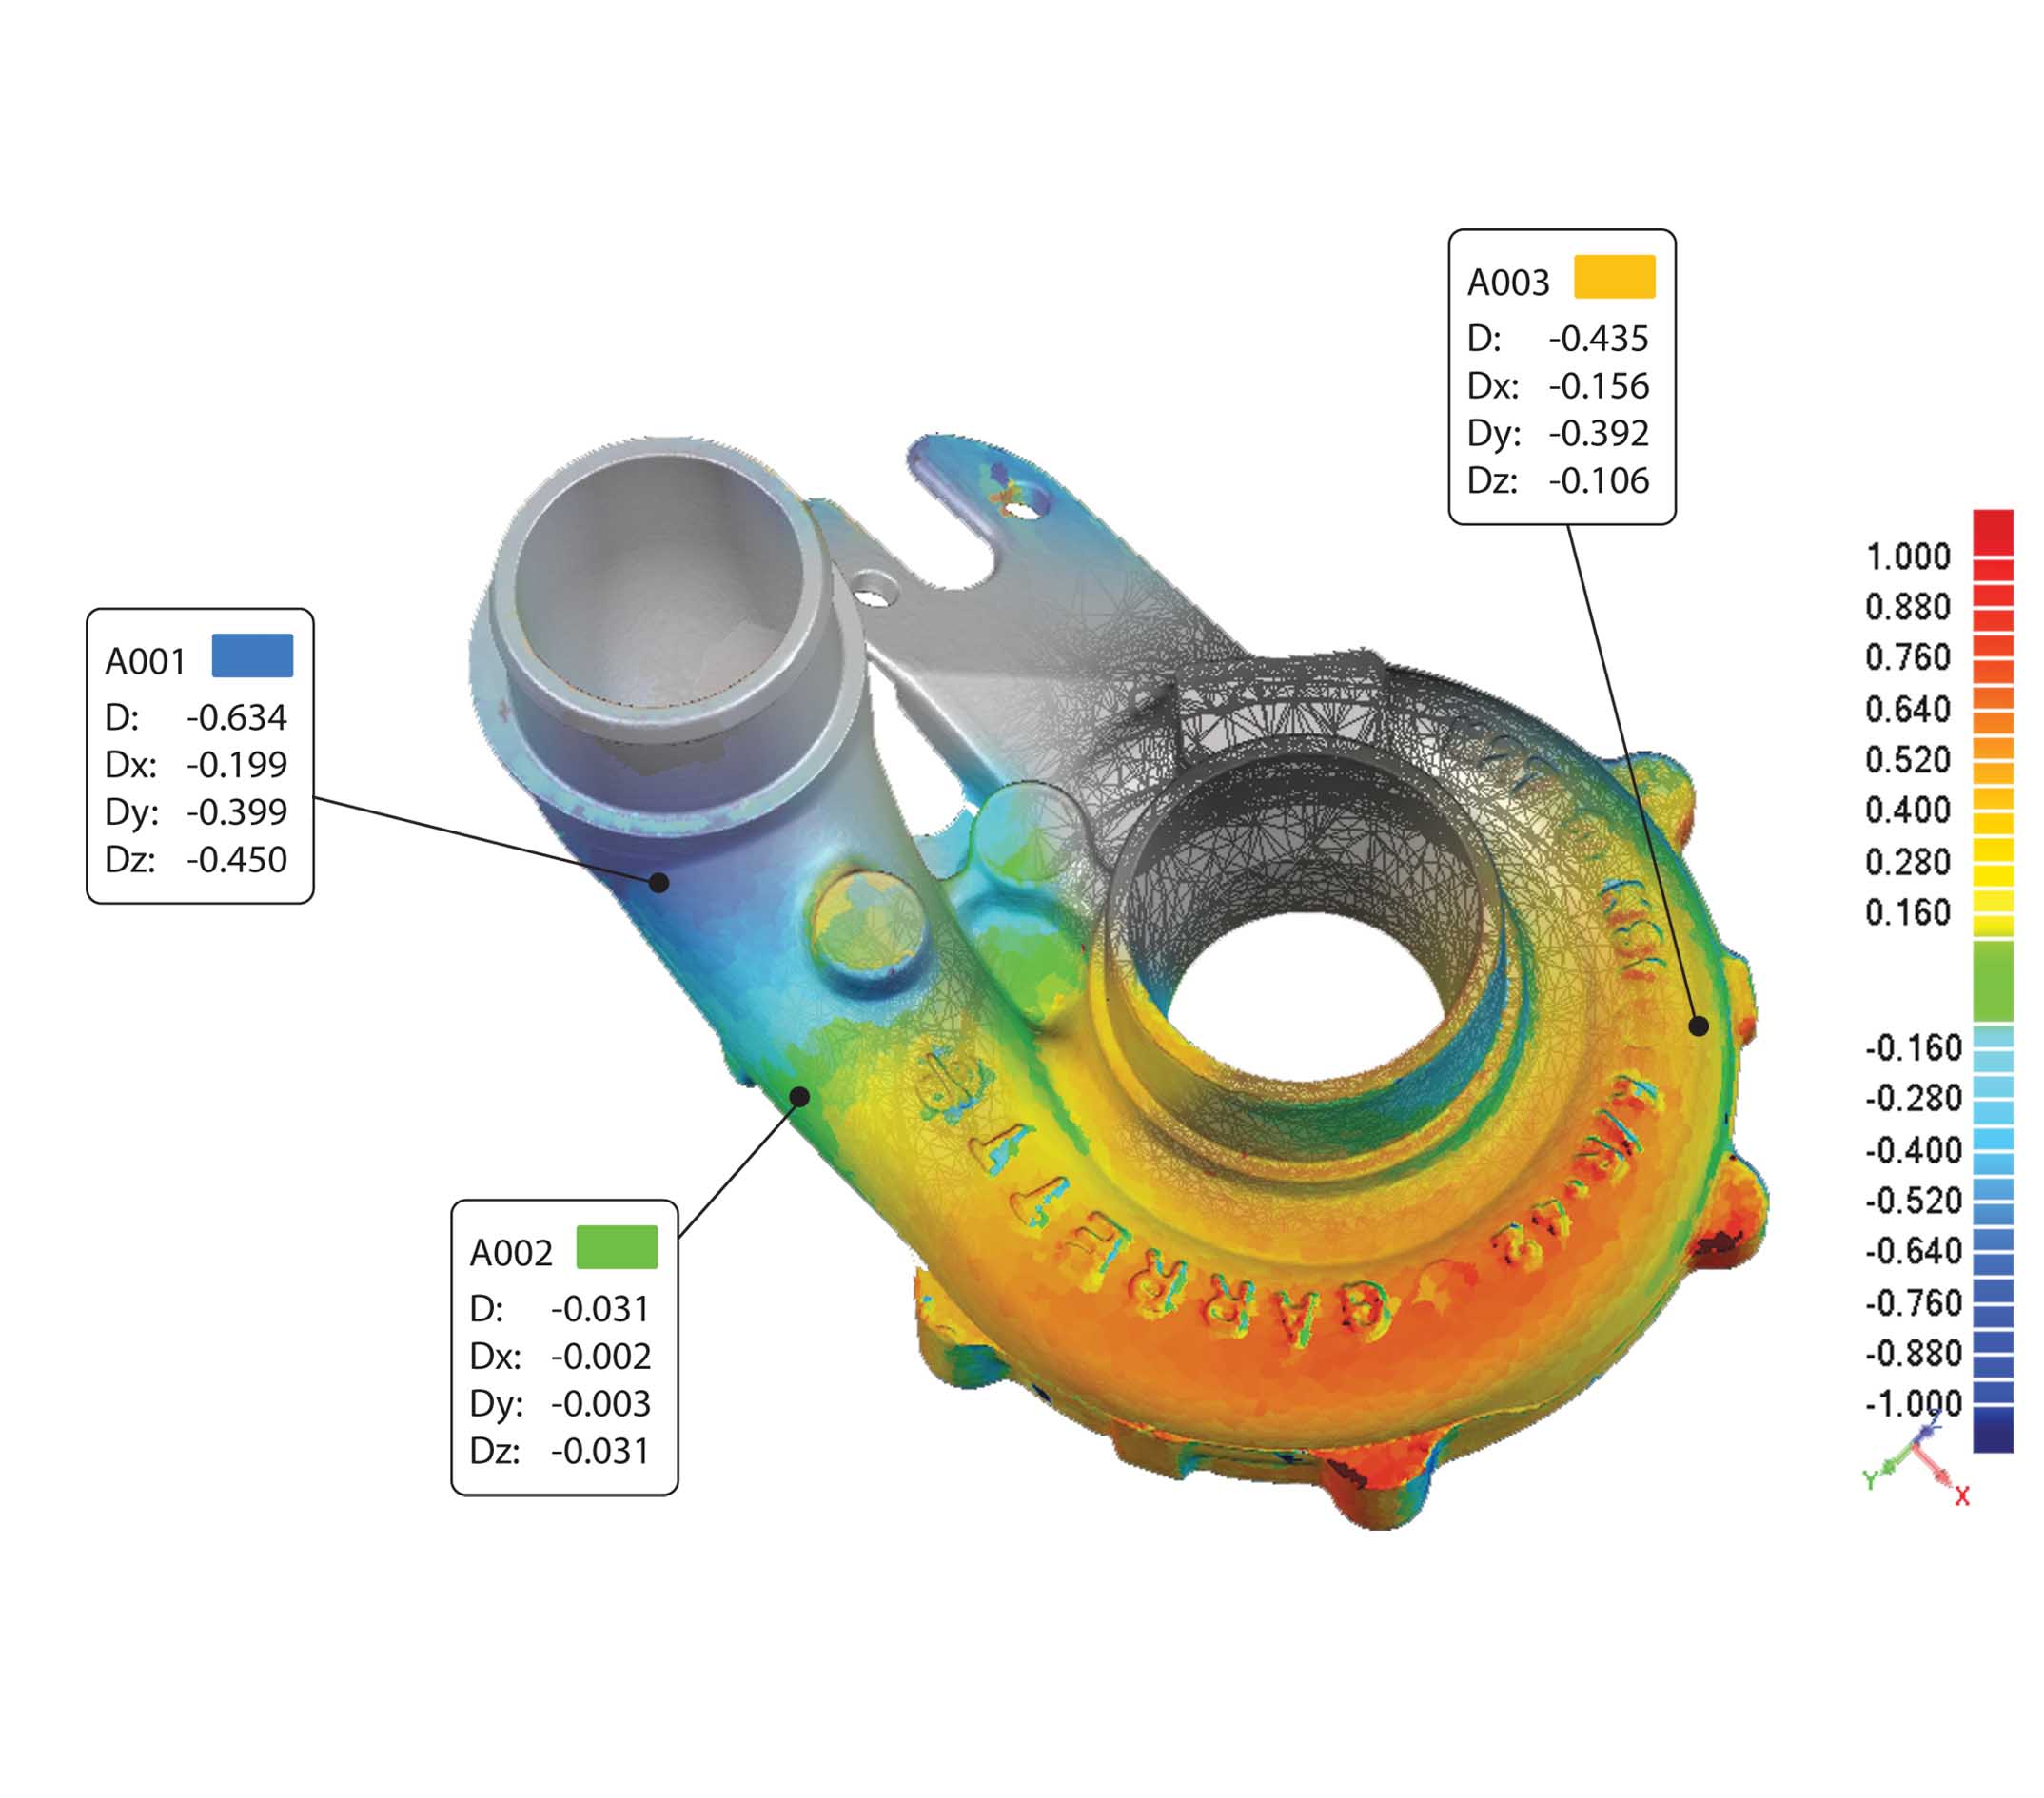 A003
D: -0.435
Dx: -0.156
Dy: -0.392
Dz: -0.106
A001
D: -0.634
Dx: -0.199
Dy: -0.399
Dz: -0.450
A002
D: -0.031
Dx: -0.002
Dy: -0.003
Dz: -0.031
1.000
0.880
0.760
0.640
0.520
0.400
0.280
0.160
-0.160
-0.280
-0.400
-0.520
-0.640
-0.760
-0.880
-1.000
Z
Y
X
GARRETT